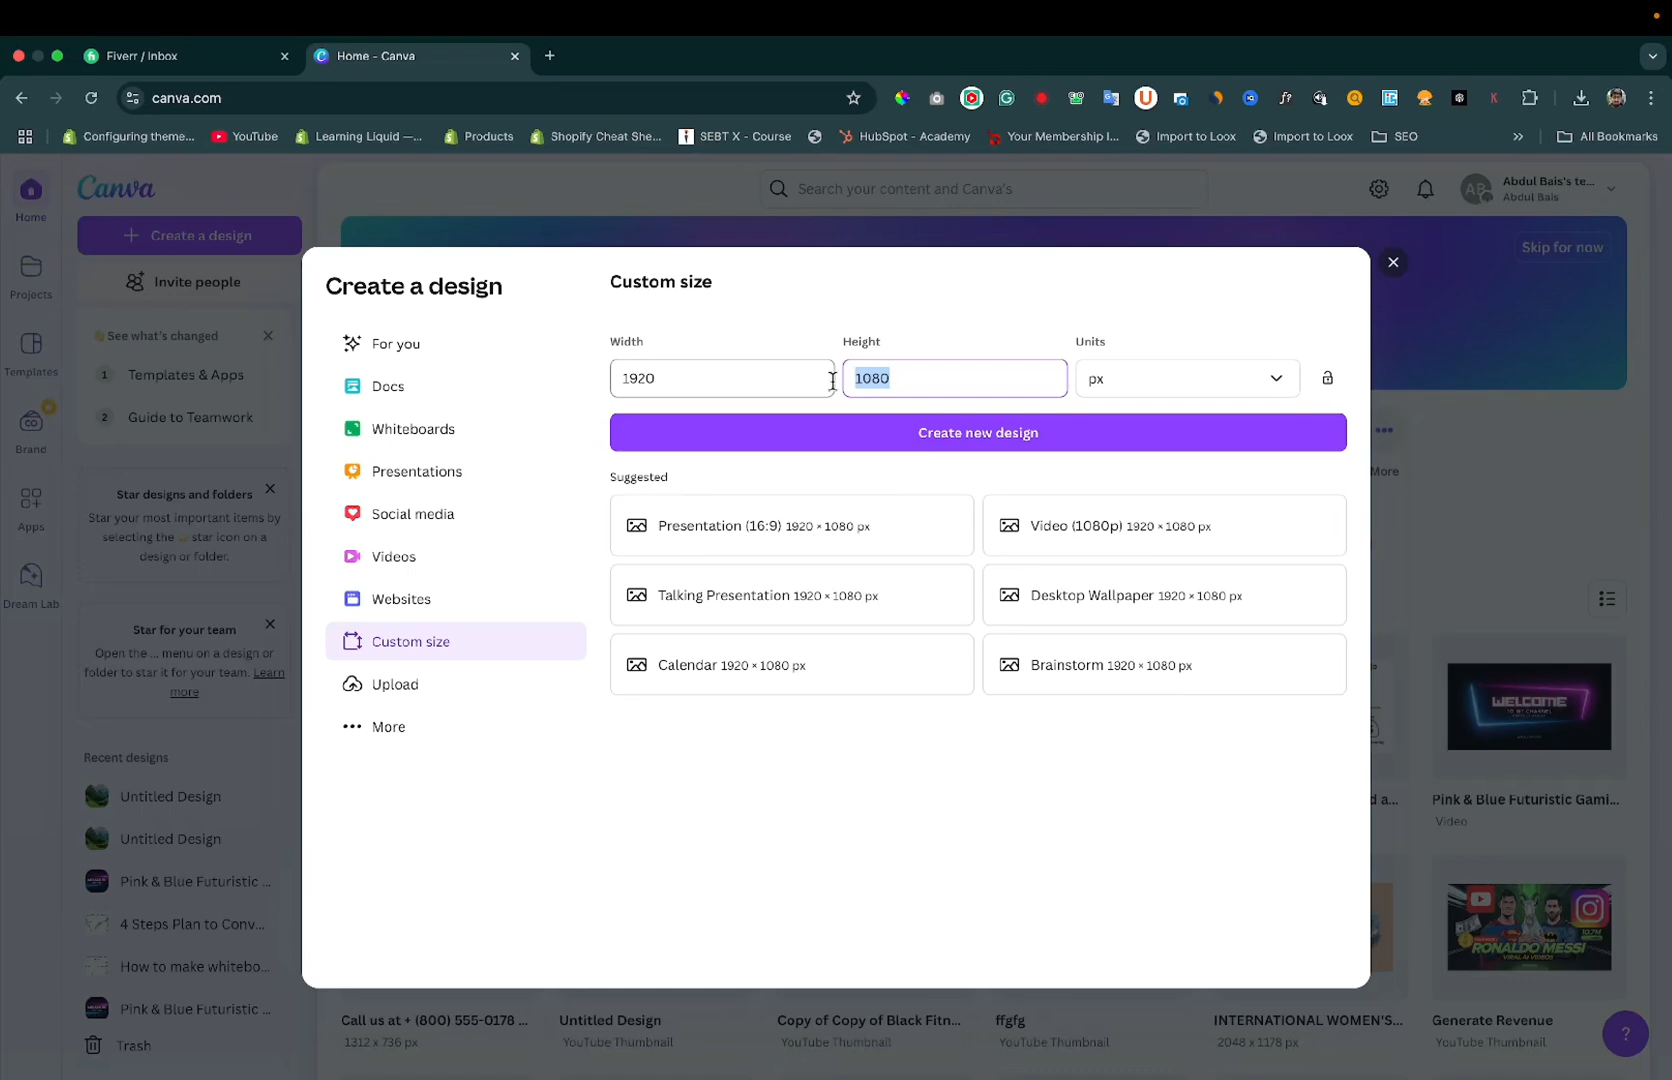 Fiverr / Inbox
Home - Canva
canva.com
Configuring theme...
YouTube
Learning Liquid —...
Products
Shopify Cheat She...
SEBT X - Course
HubSpot - Academy
Your Membership I...
Import to Loox
Import to Loox
SEO
»
All Bookmarks
Canva
Search your content and Canva's
AB
Abdul Bais's te...
Abdul Bais
Home
Projects
Templates
Brand
Apps
Dream Lab
Create a design
Invite people
See what's changed
1 Templates & Apps
2 Guide to Teamwork
Star designs and folders
Star your most important items by
selecting the star icon on a
design or folder.
Star for your team
Open the ... menu on a design or
folder to star it for your team. Learn
more
Recent designs
Untitled Design
Untitled Design
Pink & Blue Futuristic ...
4 Steps Plan to Conv...
How to make whitebo...
Pink & Blue Futuristic ...
Trash
Skip for now
More
Create a design
For you
Docs
Whiteboards
Presentations
Social media
Videos
Websites
Custom size
Upload
More
Custom size
Width
Height
Units
1920
1080
px
Create new design
Suggested
Presentation (16:9) 1920 × 1080 px
Video (1080p) 1920 × 1080 px
Talking Presentation 1920 × 1080 px
Desktop Wallpaper 1920 × 1080 px
Calendar 1920 × 1080 px
Brainstorm 1920 × 1080 px
WELCOME
d a...
Pink & Blue Futuristic Gami...
Video
RONALDO MESSI
VIRAL AI VIDEOS
10.7M
Call us at + (800) 555-0178 ...
1312 x 736 px
Untitled Design
YouTube Thumbnail
Copy of Copy of Black Fitn...
YouTube Thumbnail
ffgfg
YouTube Thumbnail
INTERNATIONAL WOMEN'S...
2048 x 1178 px
Generate Revenue
YouTube Thumbnail
?